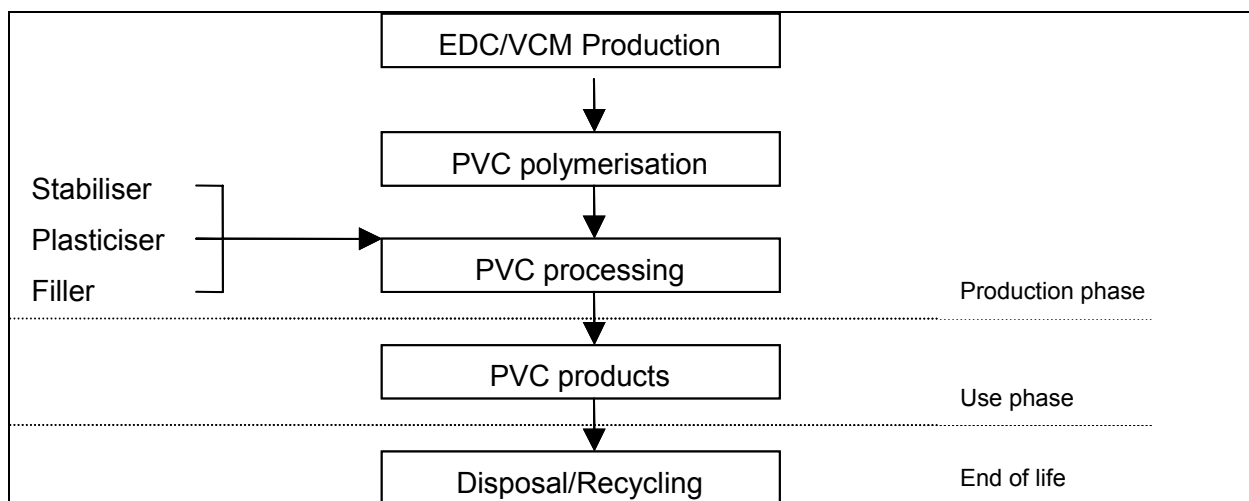 EDC/VCM Production
PVC polymerisation
Stabiliser
Plasticiser
Filler
PVC processing
Production phase
PVC products
Use phase
Disposal/Recycling
End of life